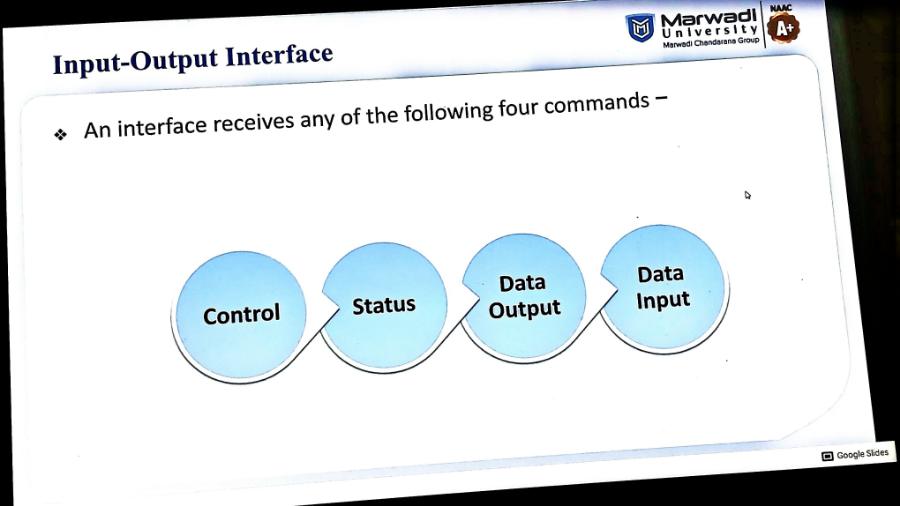 Input-Output Interface
Marwadi
University
Marwadi Chandarana Group
NAAC
A+
❖ An interface receives any of the following four commands –
Control
Status
Data
Output
Data
Input
Google Slides